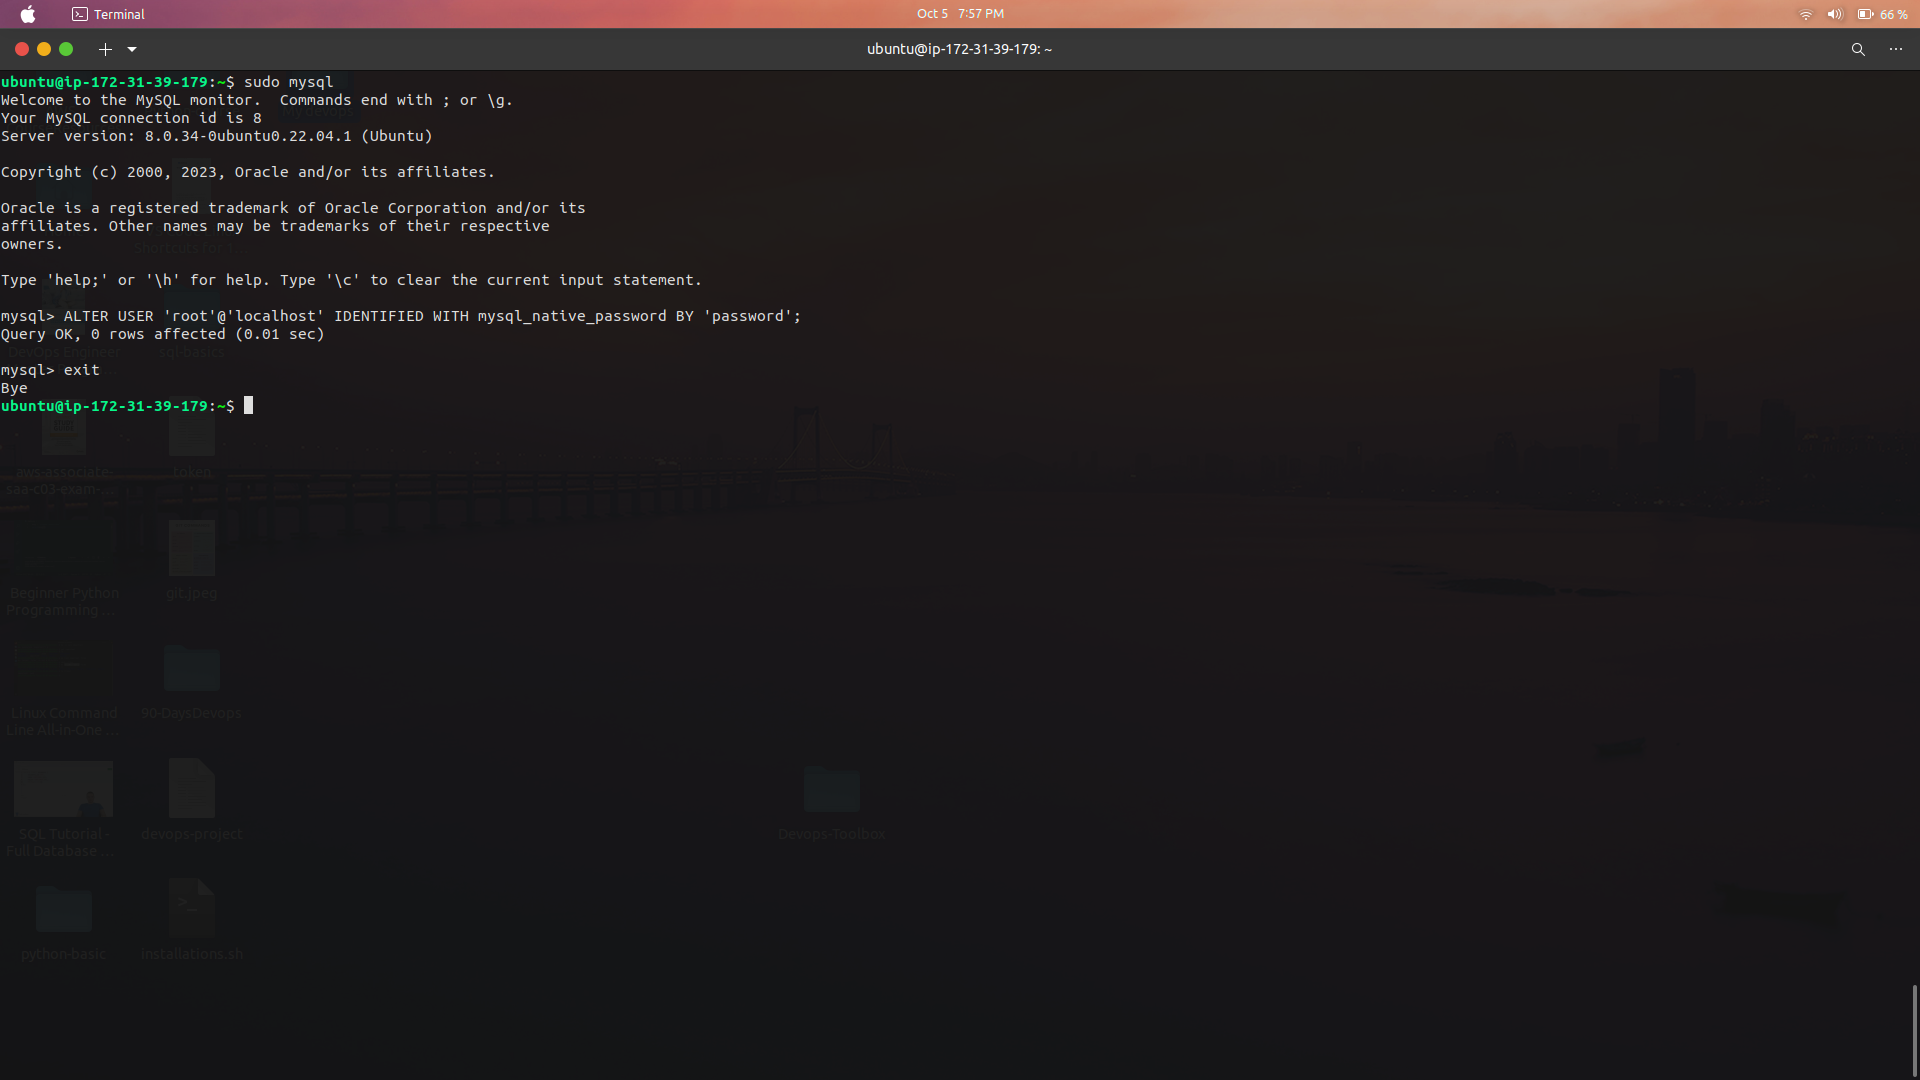 Terminal
Oct 5 7:57 PM
66 %
ubuntu@ip-172-31-39-179: ~
ubuntu@ip-172-31-39-179:~$ sudo mysql
Welcome to the MySQL monitor.  Commands end with ; or \g.
Your MySQL connection id is 8
Server version: 8.0.34-0ubuntu0.22.04.1 (Ubuntu)
Copyright (c) 2000, 2023, Oracle and/or its affiliates.
Oracle is a registered trademark of Oracle Corporation and/or its
affiliates. Other names may be trademarks of their respective
owners.
Type 'help;' or '\h' for help. Type '\c' to clear the current input statement.
mysql> ALTER USER 'root'@'localhost' IDENTIFIED WITH mysql_native_password BY 'password';
Query OK, 0 rows affected (0.01 sec)
mysql> exit
Bye
ubuntu@ip-172-31-39-179:~$
DevOps Engineer
sql-basics
aws-associate-
saa-c03-exam-...
token
Beginner Python
Programming ...
git.jpeg
Linux Command
Line All-in-One ...
90-DaysDevops
SQL Tutorial -
Full Database ...
devops-project
Devops-Toolbox
python-basic
installations.sh